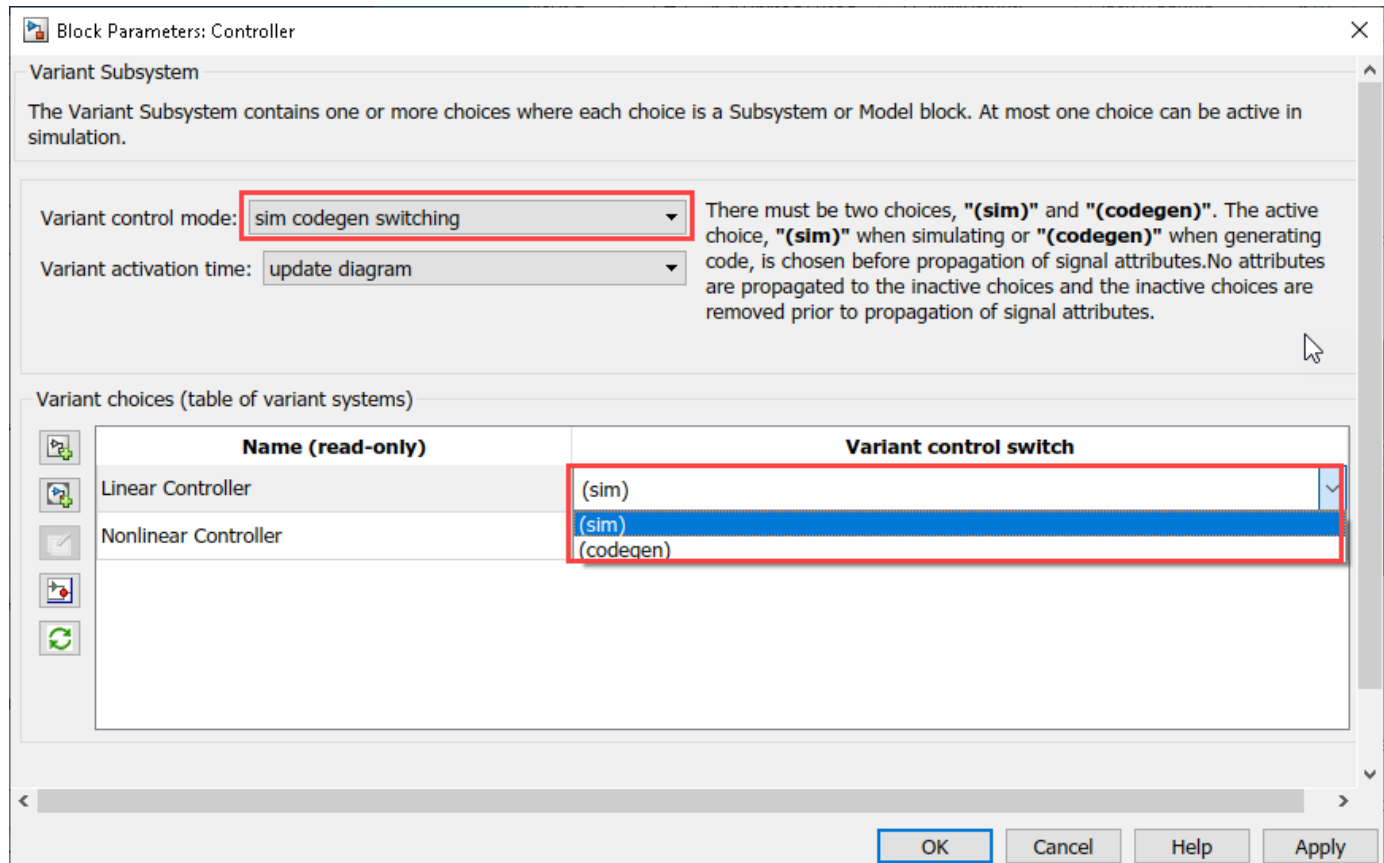 Block Parameters: Controller
Variant Subsystem
The Variant Subsystem contains one or more choices where each choice is a Subsystem or Model block. At most one choice can be active in
simulation.
Variant control mode: sim codegen switching
Variant activation time: update diagram
There must be two choices, "(sim)" and "(codegen)". The active
choice, "(sim)" when simulating or "(codegen)" when generating
code, is chosen before propagation of signal attributes.No attributes
are propagated to the inactive choices and the inactive choices are
removed prior to propagation of signal attributes.
Variant choices (table of variant systems)
Name (read-only) Variant control switch
Linear Controller (sim)
(sim)
Nonlinear Controller
(codegen)
OK Cancel Help Apply